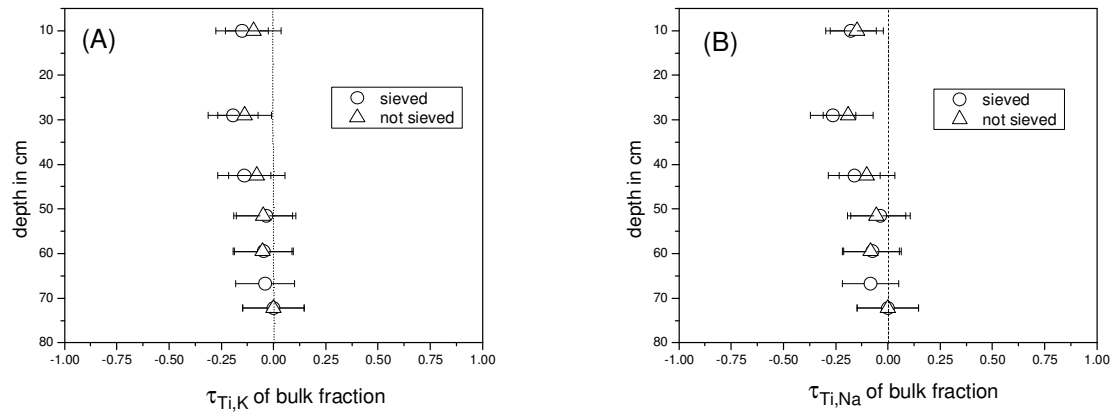 (A)
10
20
30
40
50
60
70
80
depth in cm
sieved
not sieved
-1.00 -0.75 -0.50 -0.25 0.00 0.25 0.50 0.75 1.00
τTi,K of bulk fraction
(B)
10
20
30
40
50
60
70
80
depth in cm
sieved
not sieved
-1.00 -0.75 -0.50 -0.25 0.00 0.25 0.50 0.75 1.00
τTi,Na of bulk fraction